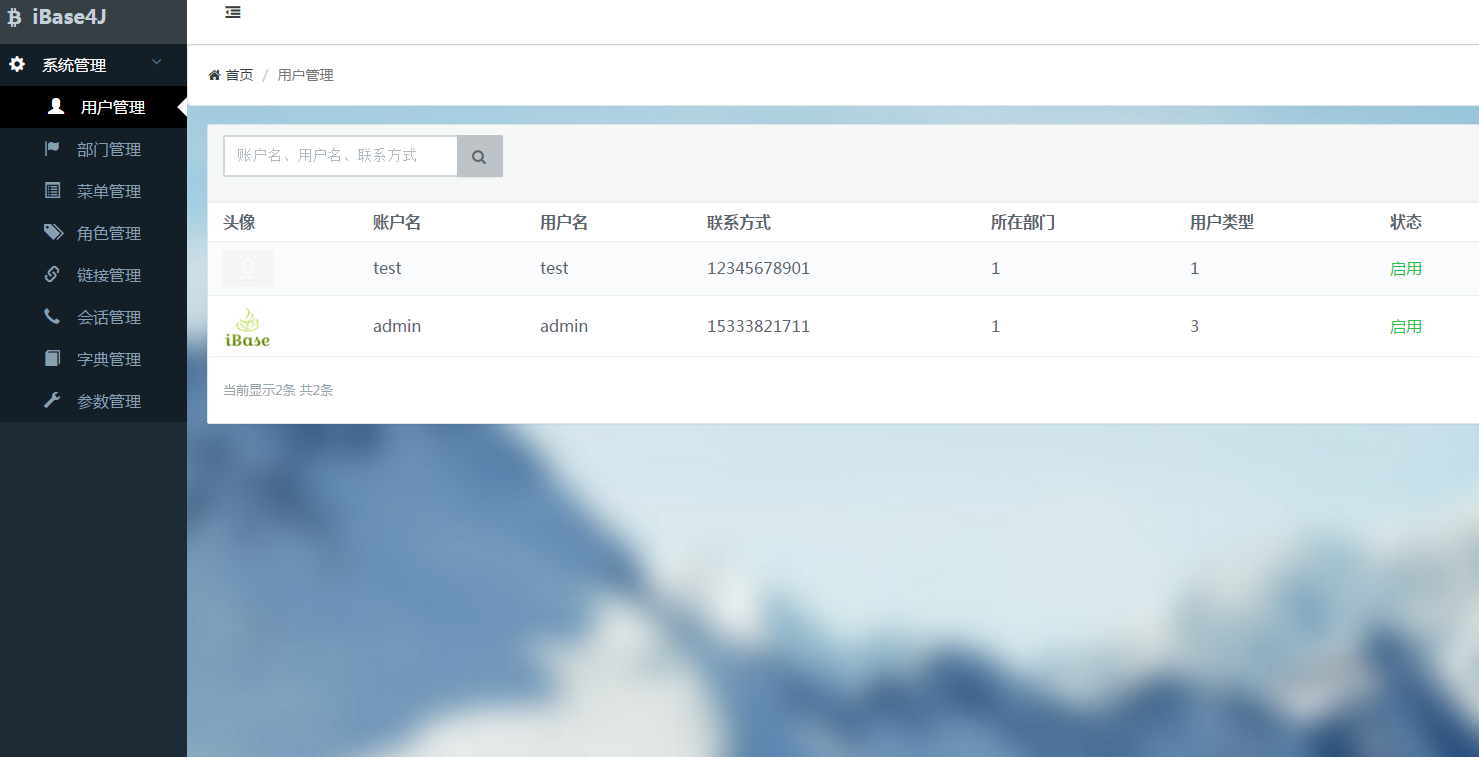 iBase4J
系统管理
用户管理
部门管理
菜单管理
角色管理
链接管理
会话管理
字典管理
参数管理
首页 / 用户管理
账户名、用户名、联系方式
头像 账户名 用户名 联系方式 所在部门 用户类型 状态
test test 12345678901 1 1 启用
iBase admin admin 15333821711 1 3 启用
当前显示2条 共2条